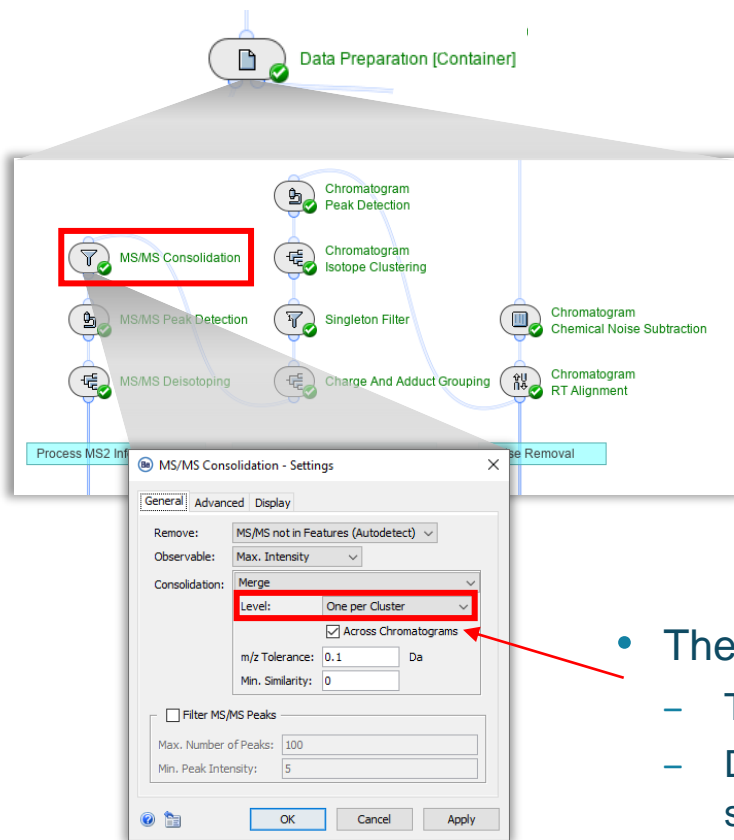 Data Preparation [Container]
Chromatogram
Peak Detection
MS/MS Consolidation
Chromatogram
Isotope Clustering
MS/MS Peak Detection
Singleton Filter
Chromatogram
Chemical Noise Subtraction
MS/MS Deisotoping
Charge And Adduct Grouping
Chromatogram
RT Alignment
Process MS2
Removal
MS/MS Consolidation - Settings
General Advanced Display
Remove: MS/MS not in Features (Autodetect)
Observable: Max. Intensity
Consolidation: Merge
Level: One per Cluster
Across Chromatograms
m/z Tolerance: 0.1 Da
Min. Similarity: 0
Filter MS/MS Peaks
Max. Number of Peaks: 100
Min. Peak Intensity: 5
OK Cancel Apply
• The
– T
– D
s